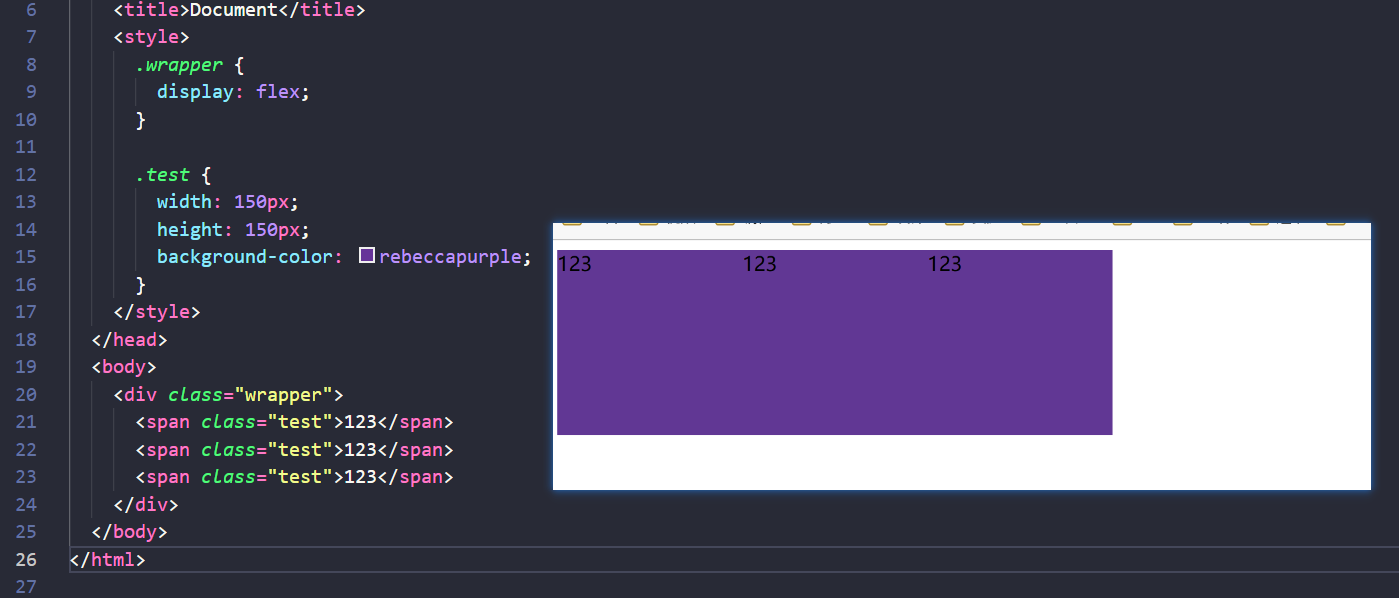 6 <title>Document</title>
7 <style>
8 .wrapper {
9 display: flex;
10 }
11
12 .test {
13 width: 150px;
14 height: 150px;
15 background-color: rebeccapurple;
16 }
17 </style>
18 </head>
19 <body>
20 <div class="wrapper">
21 <span class="test">123</span>
22 <span class="test">123</span>
23 <span class="test">123</span>
24 </div>
25 </body>
26 </html>
27
123 123 123